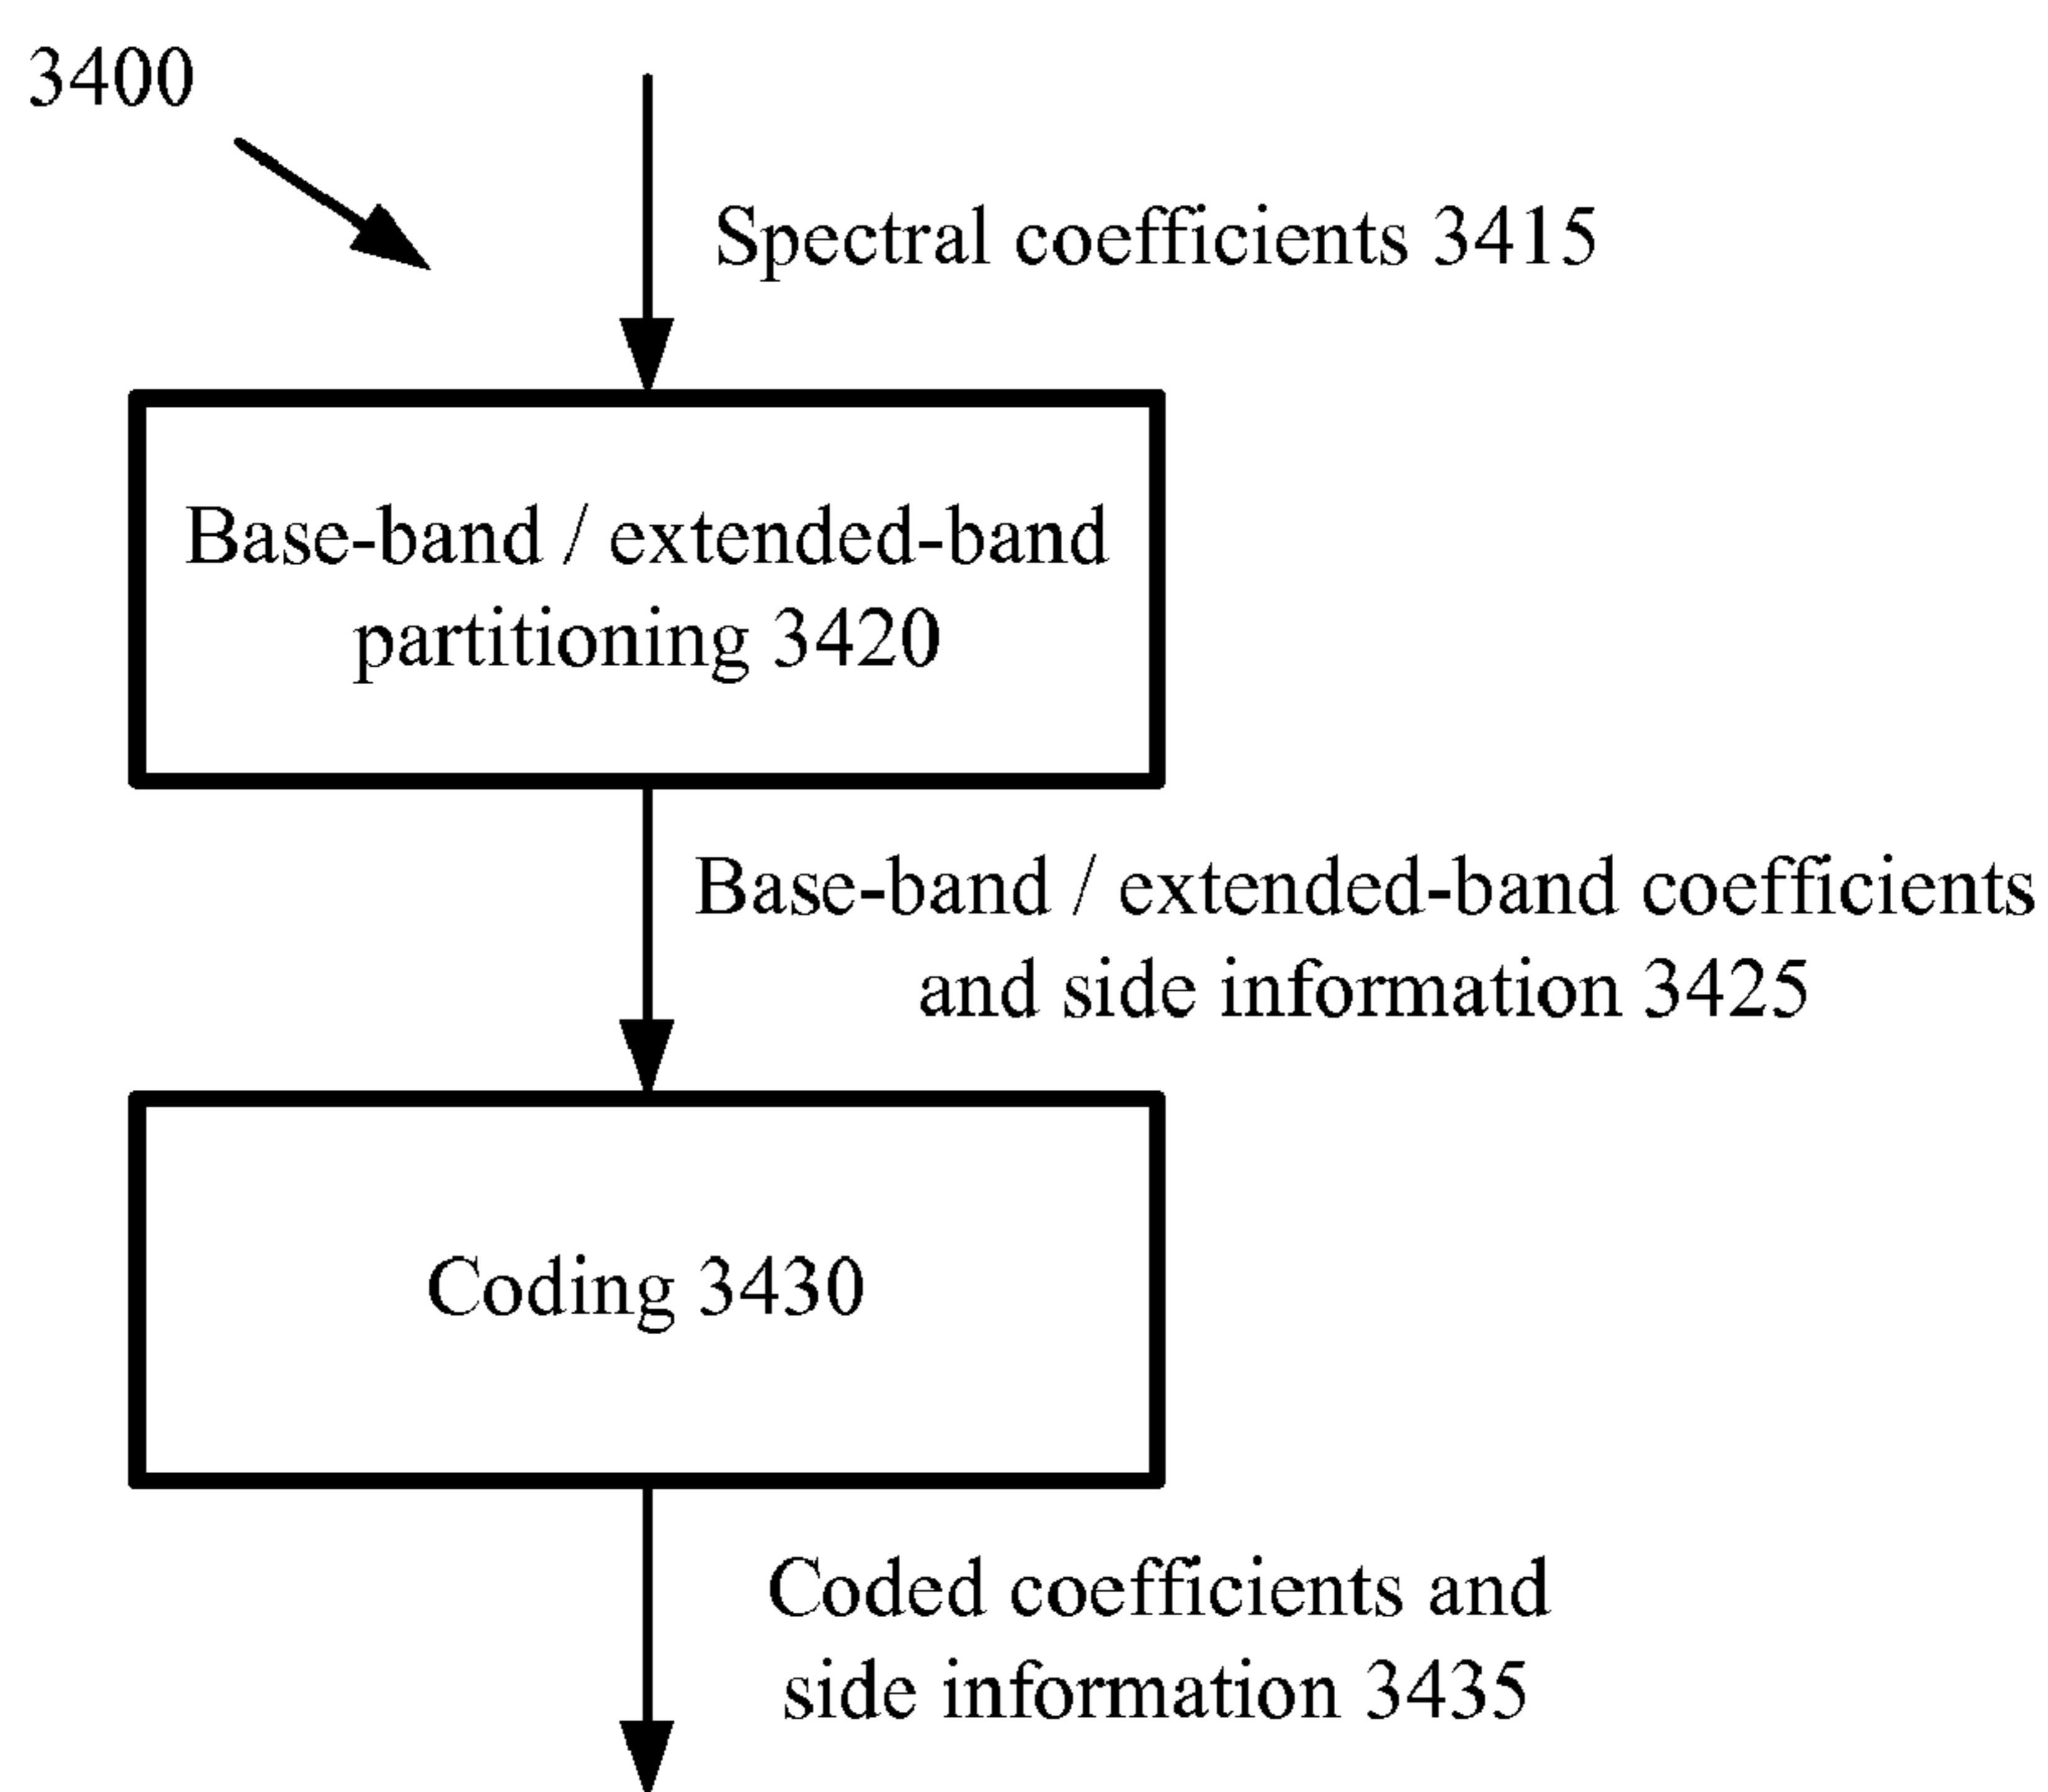 3400
Spectral coefficients 3415
Base-band / extended-band
partitioning 3420
Base-band / extended-band coefficients
and side information 3425
Coding 3430
Coded coefficients and
side information 3435